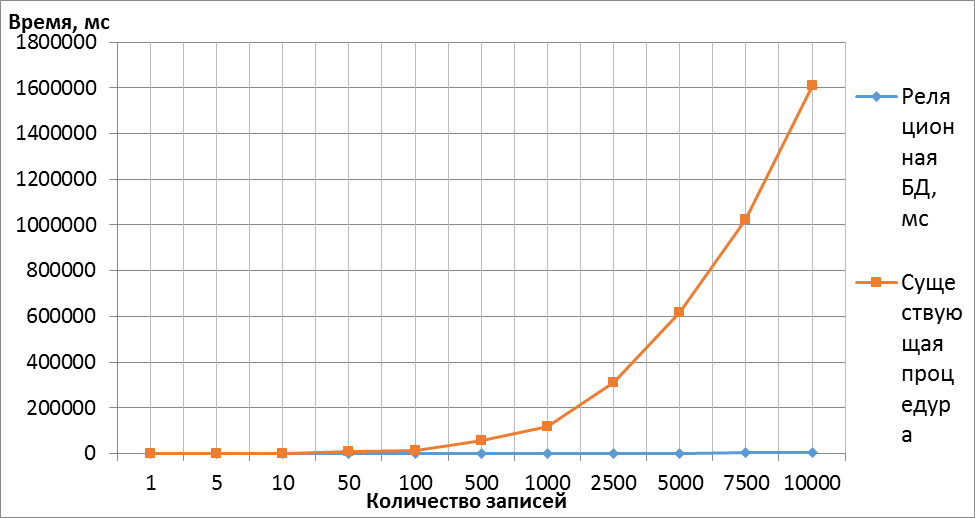 Время, мс
1800000
1600000
1400000
1200000
1000000
800000
600000
400000
200000
0
1 5 10 50 100 500 1000 2500 5000 7500 10000
Количество записей
Реля
цион
ная
БД,
мс
Суще
ствую
щая
проц
едур
а